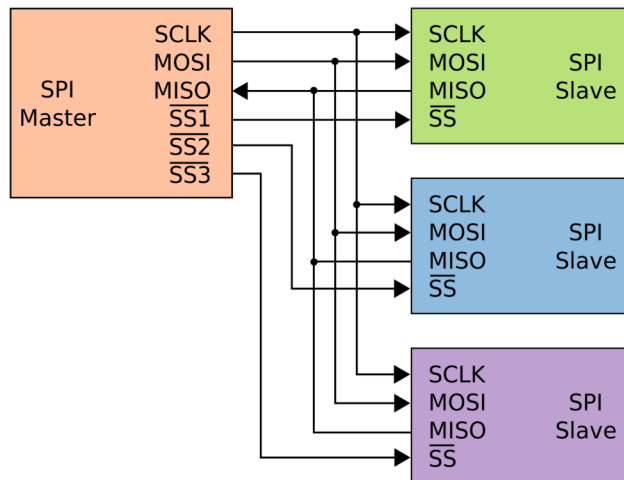 SCLK
MOSI
MISO
SS1
SS2
SS3
SPI
Master
SCLK
MOSI
MISO
SS
SPI
Slave
SCLK
MOSI
MISO
SS
SPI
Slave
SCLK
MOSI
MISO
SS
SPI
Slave